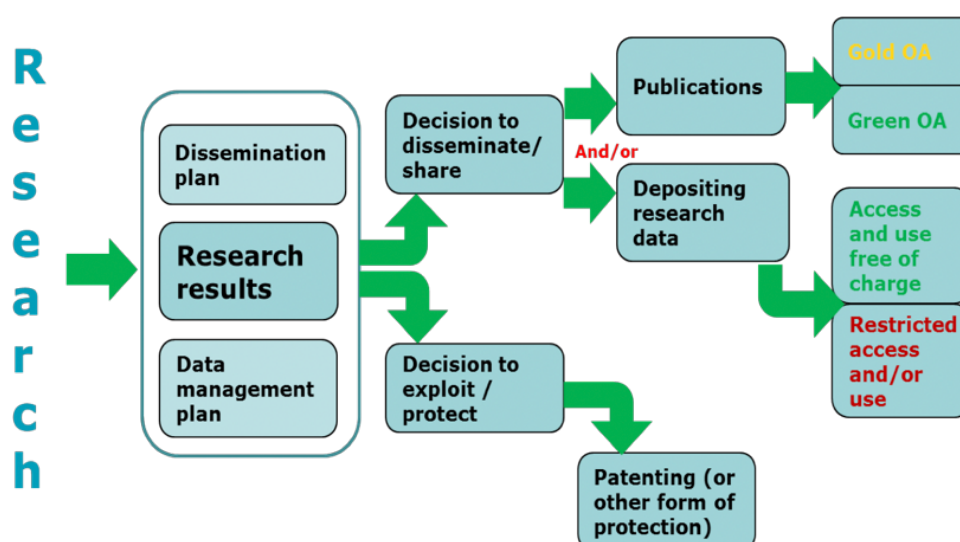 Research
Dissemination
plan
Research
results
Data
management
plan
Decision to
disseminate/
share
And/or
Decision to
exploit /
protect
Publications
Depositing
research
data
Patenting (or
other form of
protection)
Gold OA
Green OA
Access
and use
free of
charge
Restricted
access
and/or
use